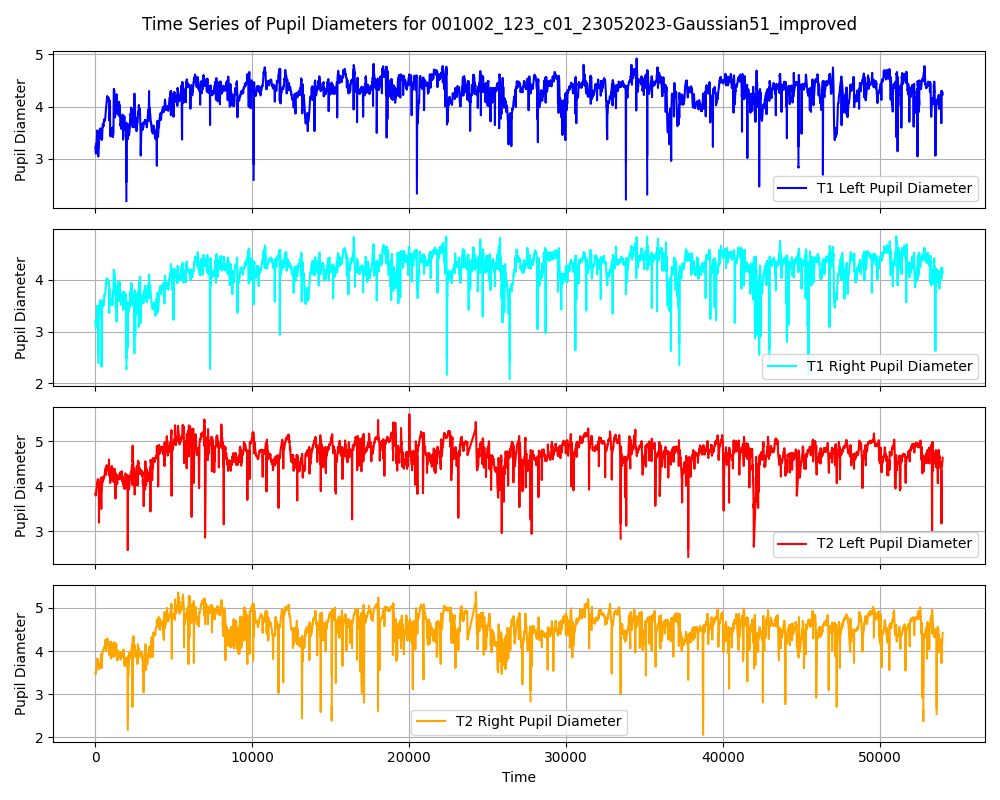 Time Series of Pupil Diameters for 001002_123_c01_23052023-Gaussian51_improved
5
4
3
Pupil Diameter
T1 Left Pupil Diameter
4
3
2
Pupil Diameter
T1 Right Pupil Diameter
5
4
3
Pupil Diameter
T2 Left Pupil Diameter
5
4
3
2
Pupil Diameter
T2 Right Pupil Diameter
0 10000 20000 30000 40000 50000
Time